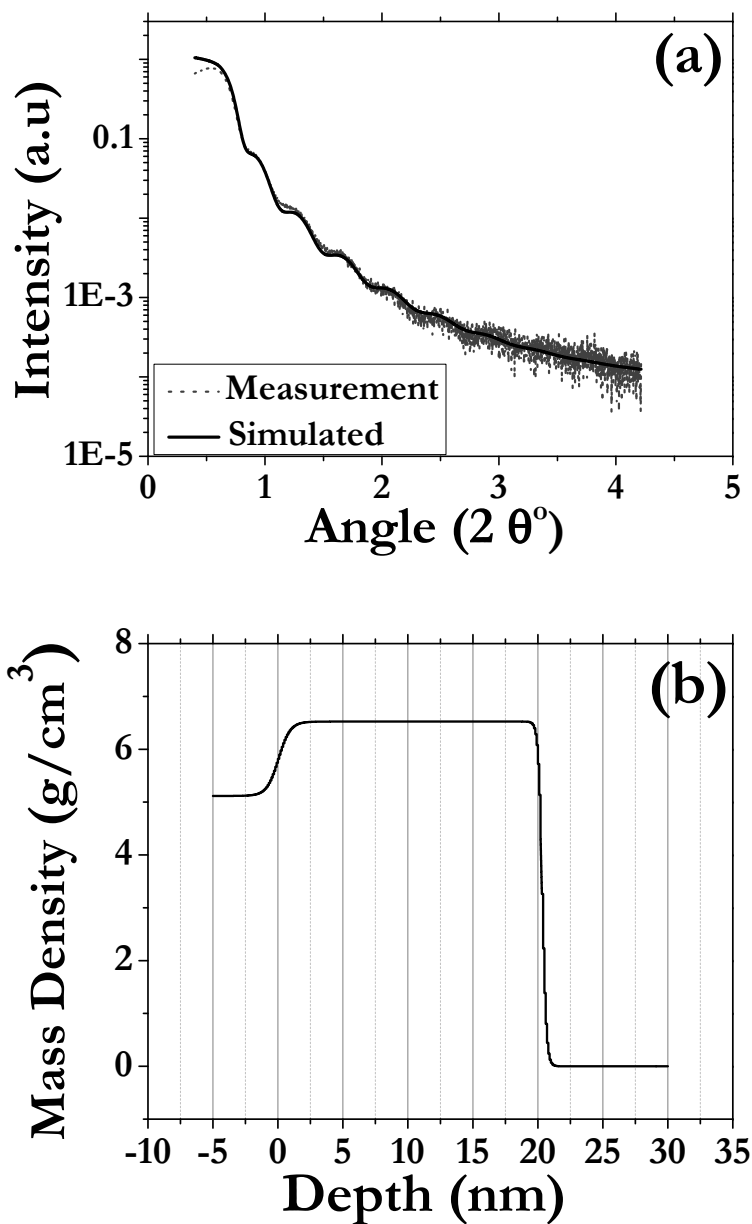 (a)
Intensity (a.u)
0.1
1E-3
1E-5
Measurement
Simulated
0 1 2 3 4 5
Angle (2 θ°)
(b)
Mass Density (g/cm³)
8
6
4
2
0
-10 -5 0 5 10 15 20 25 30 35
Depth (nm)